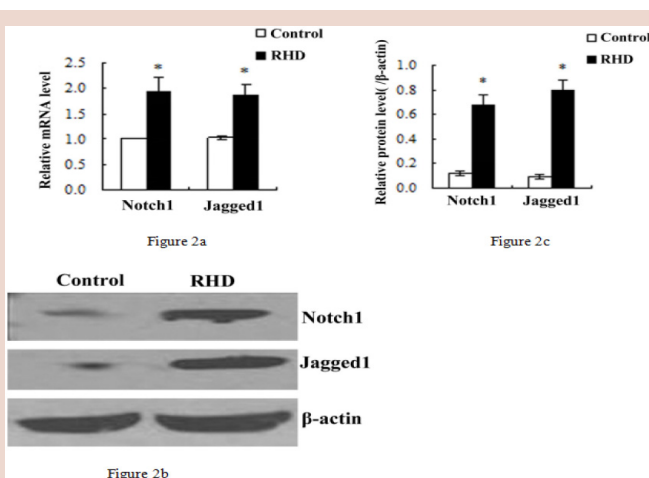 Control
RHD
Relative mRNA level
2.5
2.0
1.5
1.0
0.5
0.0
*
*
Notch1 Jagged1
Figure 2a
Control
RHD
Relative protein level( /β-actin)
1.0
0.8
0.6
0.4
0.2
0
*
*
Notch1 Jagged1
Figure 2c
Control RHD
Notch1
Jagged1
β-actin
Figure 2b